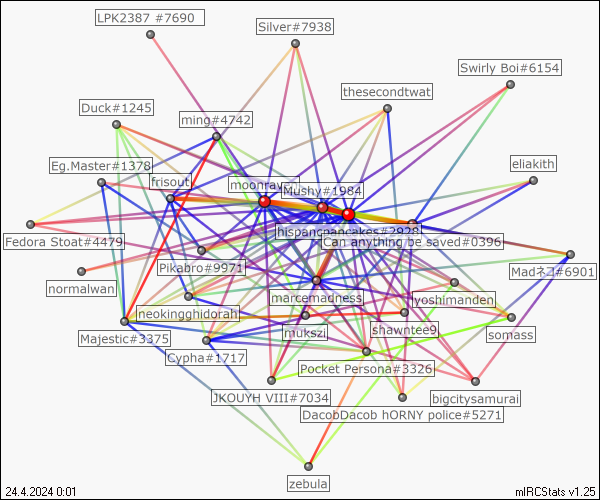 LPK2387 #7690
Silver#7938
Swirly Boi#6154
thesecondtwat
Duck#1245
ming#4742
Eg.Master#1378
eliakith
frisout
Mushy#1984
hispanopancakes#2928
Fedora Stoat#4479
Can anything be saved#0396
Pikabro#9971
Madネコ#6901
normalwan
marcemadness
yoshimanden
neokingghidorah
mukszi
shawntee9
somass
Majestic#3375
Cypha#1717
Pocket Persona#3326
JKOUYH VIII#7034
bigcitysamurai
DacobDacob hORNY police#5271
zebula
24.4.2024 0:01
mIRCStats v1.25